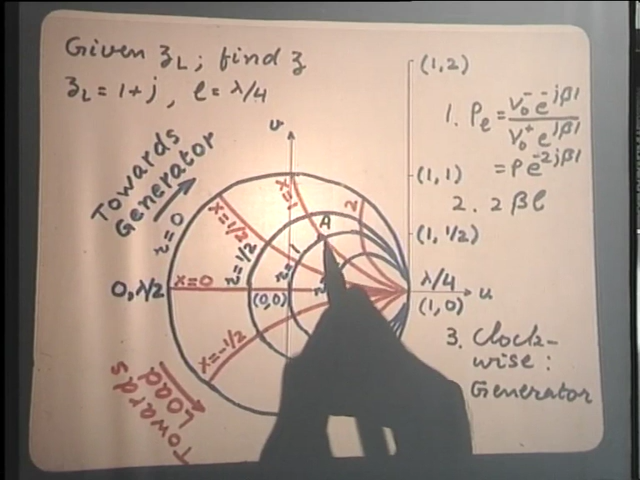 Given ʒL; find ʒ
ʒL = 1+j, l = λ/4
Towards
Generator
v
(1,2)
1. ρe = V0⁻ e^-jβl / V0⁺ e^jβl
= ρ e^-2jβl
(1,1)
2. 2βl
(1,1/2)
r=0
x=1/2
x=1
2
A
r=1/2
r=1
0,λ/2
x=0
(0,0)
λ/4
u
(1,0)
x=-1/2
3. Clock-
wise:
Generator
Towards
LOAD